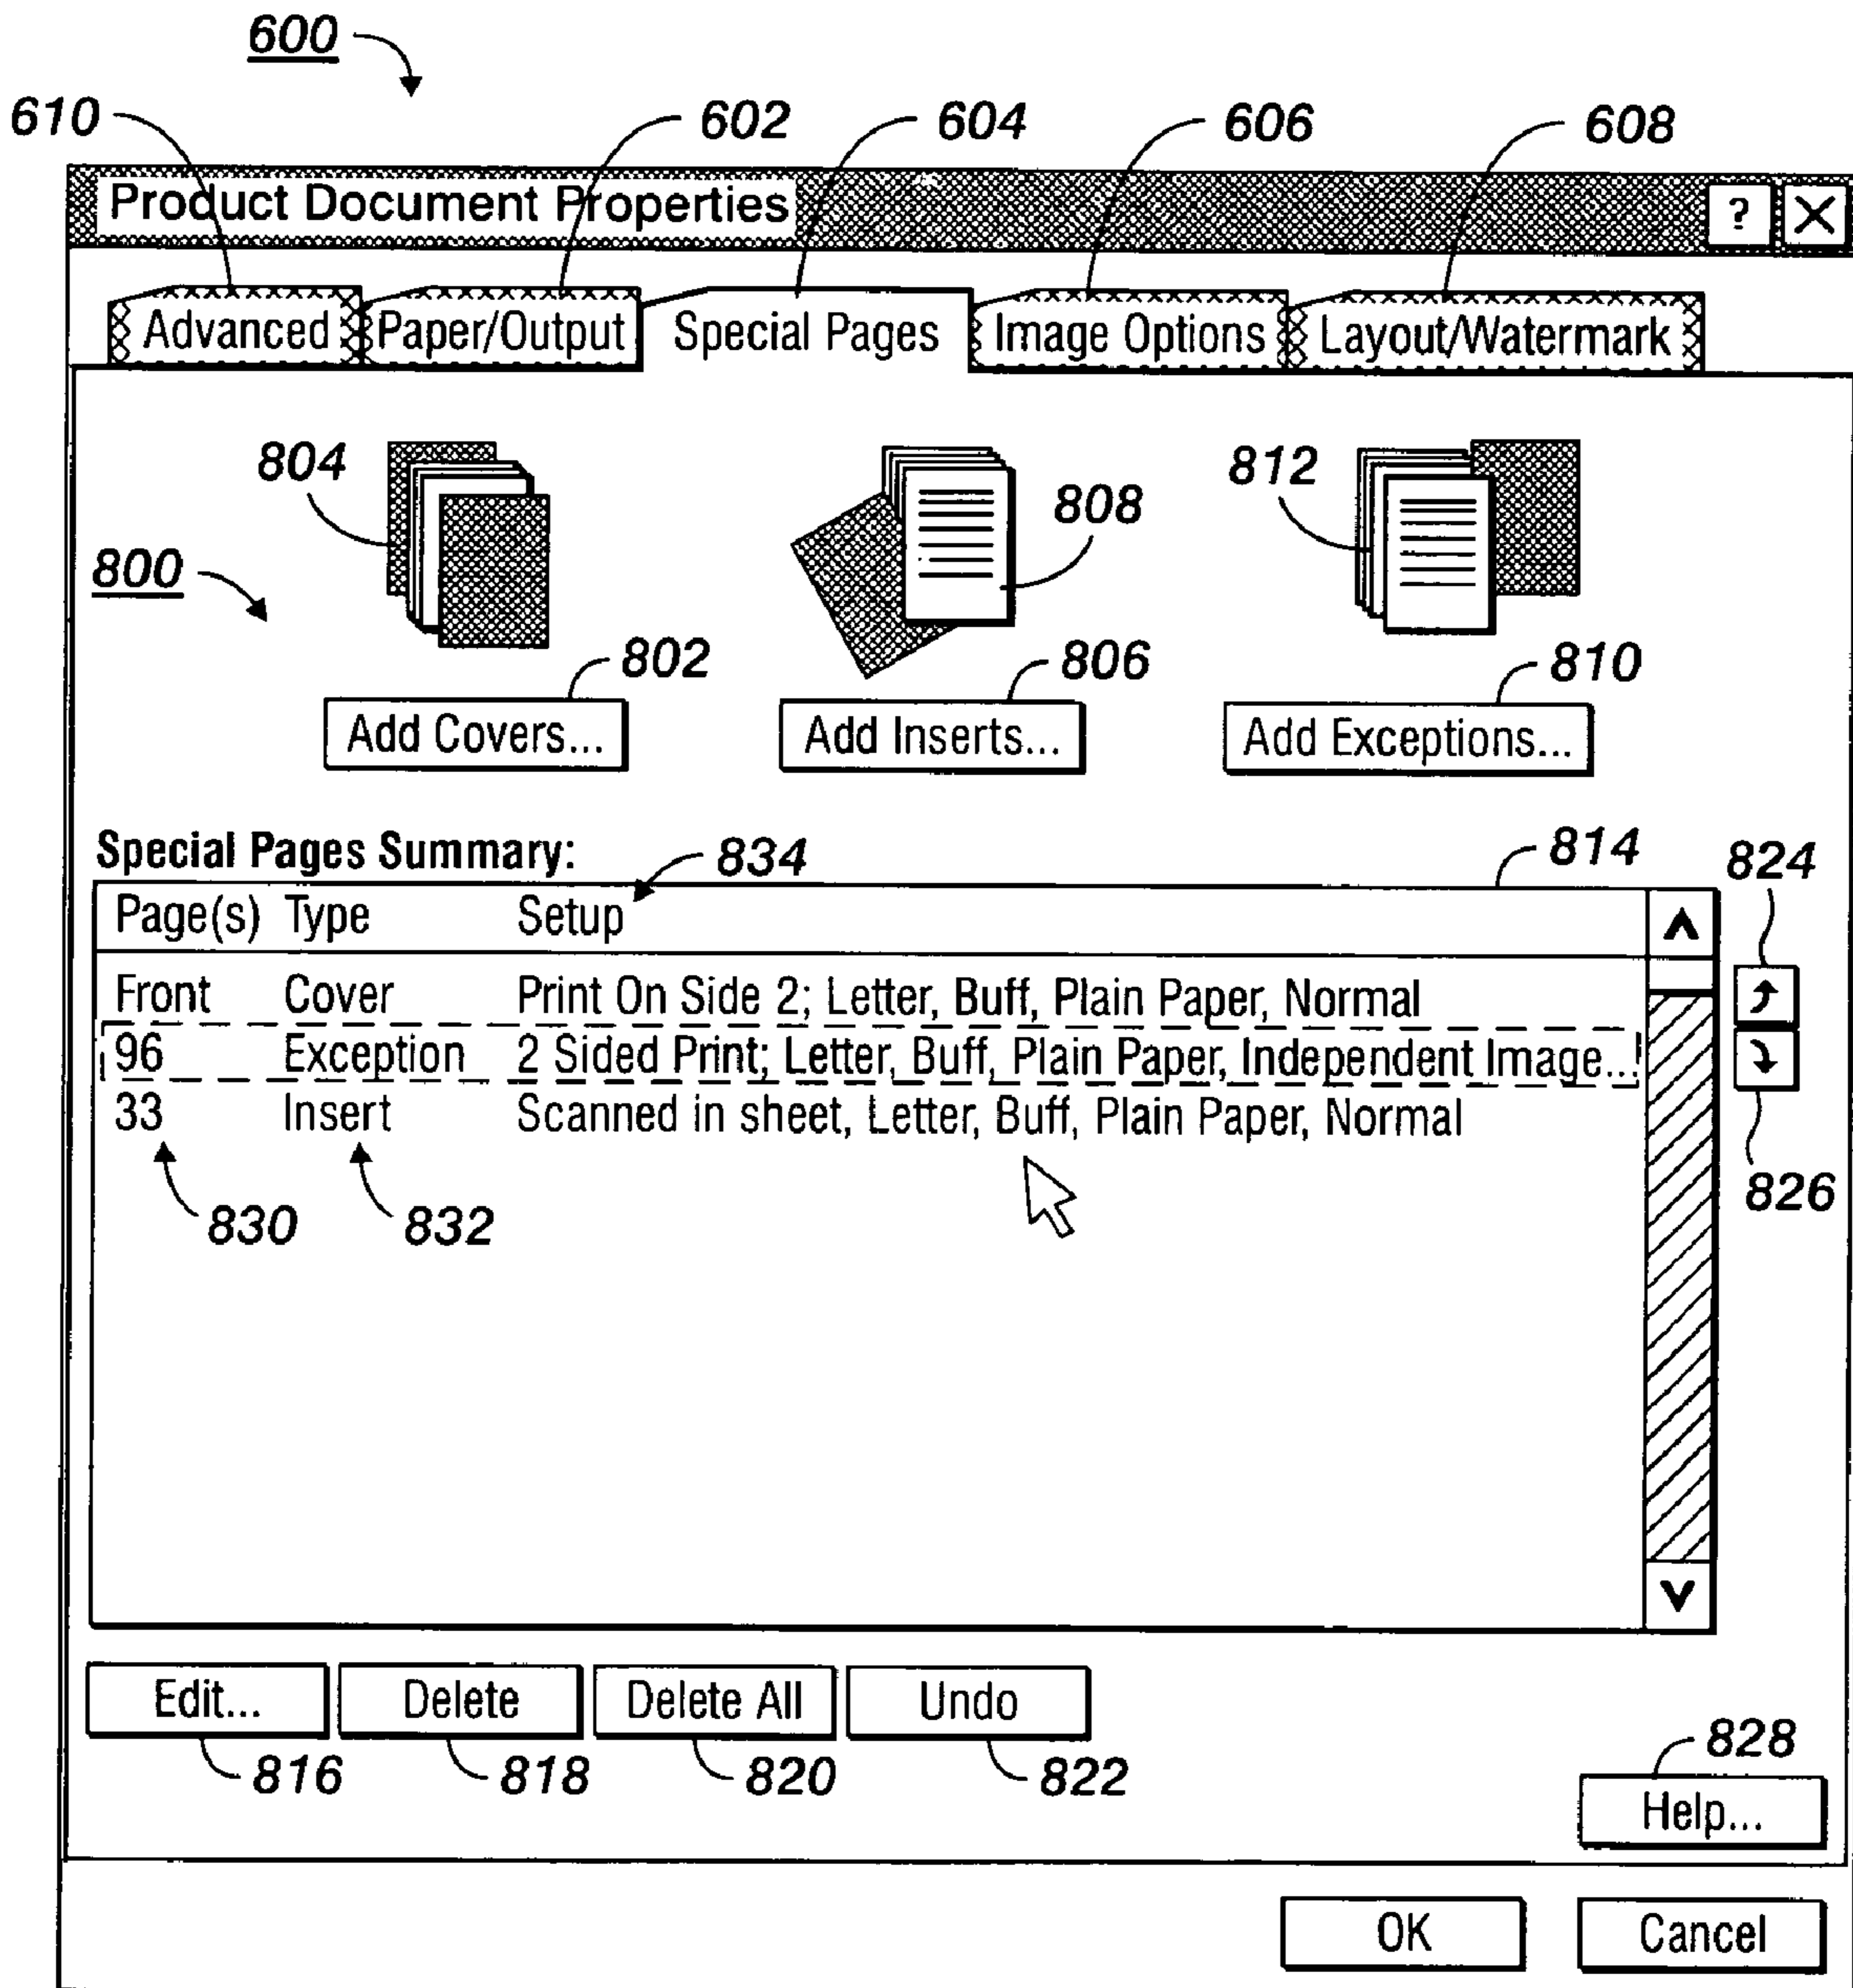 600
610 602 604 606 608
Product Document Properties ? X
Advanced Paper/Output Special Pages Image Options Layout/Watermark
804 808 812
800
802 806 810
Add Covers... Add Inserts... Add Exceptions...
Special Pages Summary: 834 814 824
Page(s) Type Setup
Front Cover Print On Side 2; Letter, Buff, Plain Paper, Normal
96 Exception 2 Sided Print; Letter, Buff, Plain Paper, Independent Image...
33 Insert Scanned in sheet, Letter, Buff, Plain Paper, Normal
830 832 826
Edit... Delete Delete All Undo
816 818 820 822 828
Help...
OK Cancel